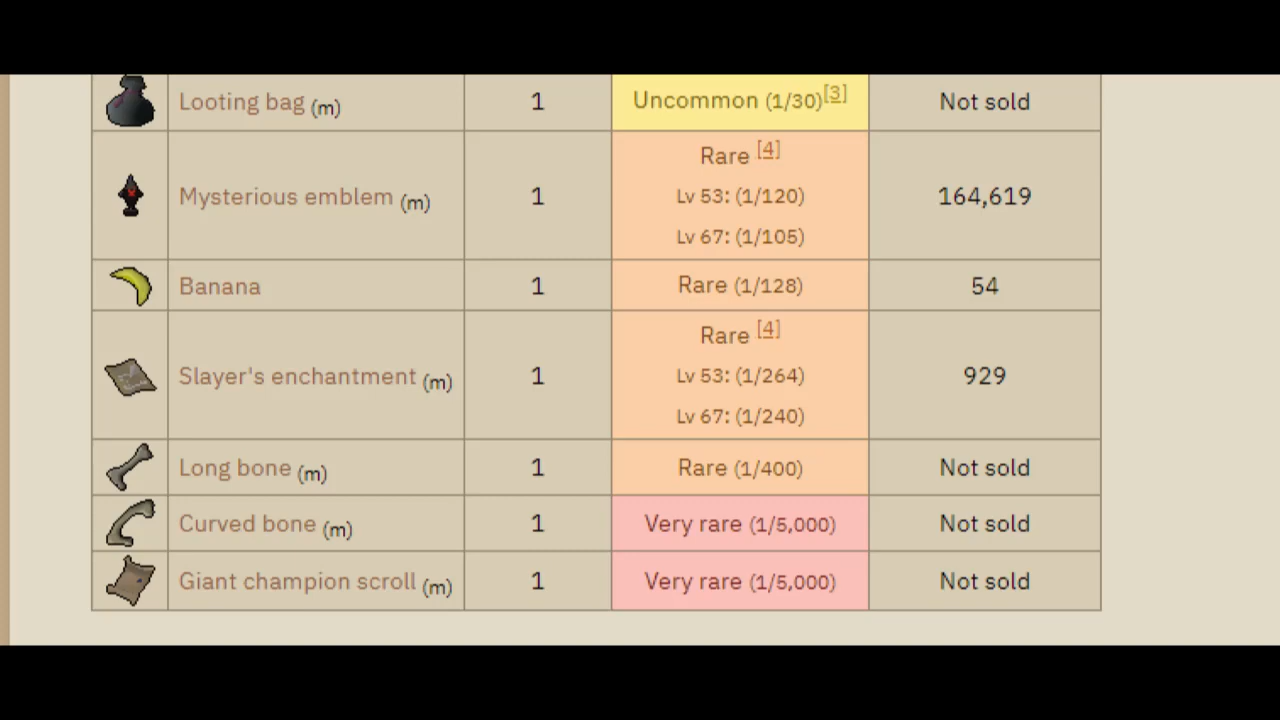 Looting bag (m) 1 Uncommon (1/30)[3] Not sold
Rare [4]
Mysterious emblem (m) 1 Lv 53: (1/120) 164,619
Lv 67: (1/105)
Banana 1 Rare (1/128) 54
Rare [4]
Slayer's enchantment (m) 1 Lv 53: (1/264) 929
Lv 67: (1/240)
Long bone (m) 1 Rare (1/400) Not sold
Curved bone (m) 1 Very rare (1/5,000) Not sold
Giant champion scroll (m) 1 Very rare (1/5,000) Not sold